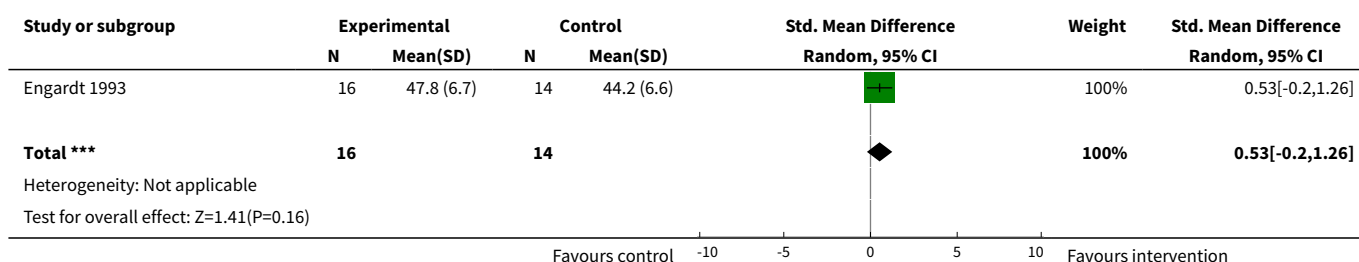 Study or subgroup Experimental Control Std. Mean Difference Weight Std. Mean Difference
N Mean(SD) N Mean(SD) Random, 95% CI Random, 95% CI
Engardt 1993 16 47.8 (6.7) 14 44.2 (6.6) 100% 0.53[-0.2,1.26]
Total *** 16 14 100% 0.53[-0.2,1.26]
Heterogeneity: Not applicable
Test for overall effect: Z=1.41(P=0.16)
Favours control -10 -5 0 5 10 Favours intervention